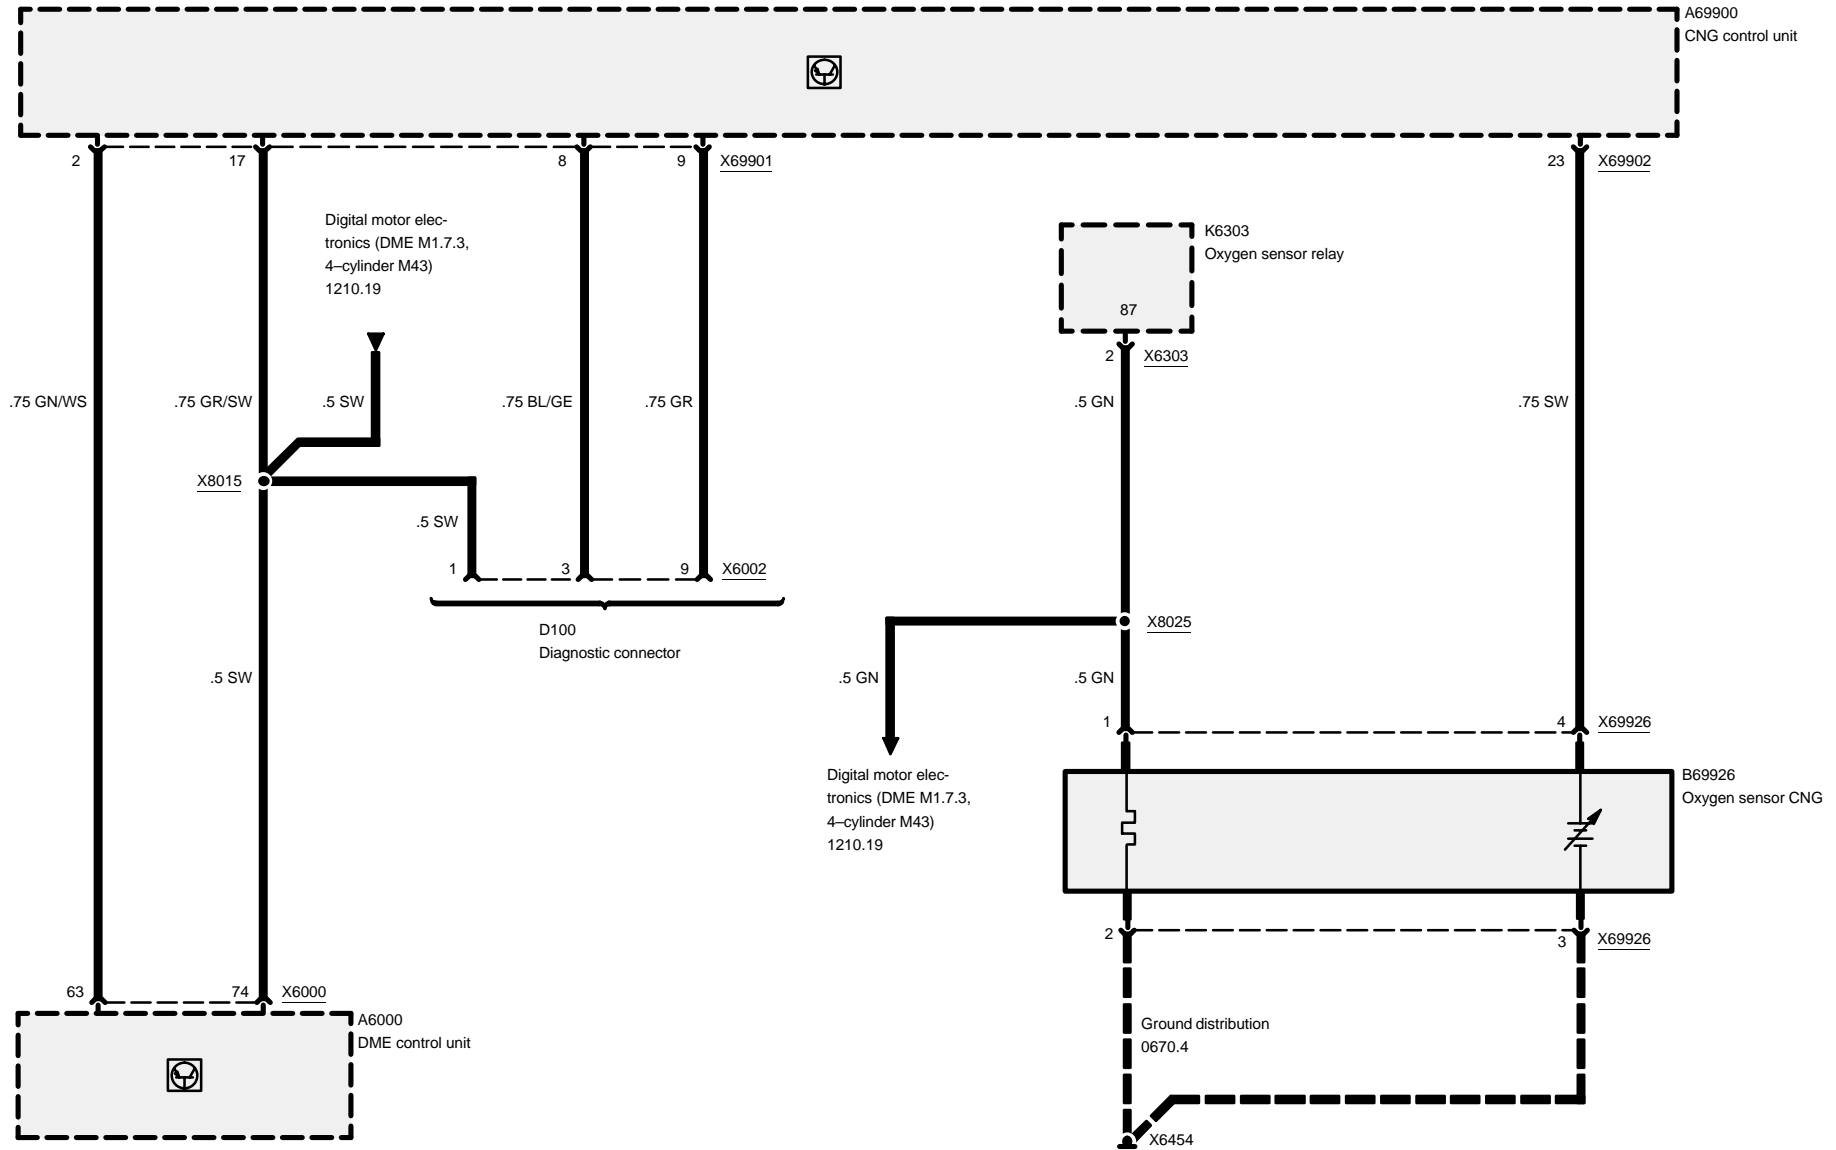 A69900
CNG control unit
2
17
8
9
X69901
23
X69902
Digital motor elec-
tronics (DME M1.7.3,
4–cylinder M43)
1210.19
K6303
Oxygen sensor relay
87
2
X6303
.75 GN/WS
.75 GR/SW
.5 SW
.75 BL/GE
.75 GR
.5 GN
.75 SW
X8015
.5 SW
1
3
9
X6002
D100
Diagnostic connector
X8025
.5 SW
.5 GN
.5 GN
1
4
X69926
Digital motor elec-
tronics (DME M1.7.3,
4–cylinder M43)
1210.19
B69926
Oxygen sensor CNG
2
3
X69926
63
74
X6000
A6000
DME control unit
Ground distribution
0670.4
X6454